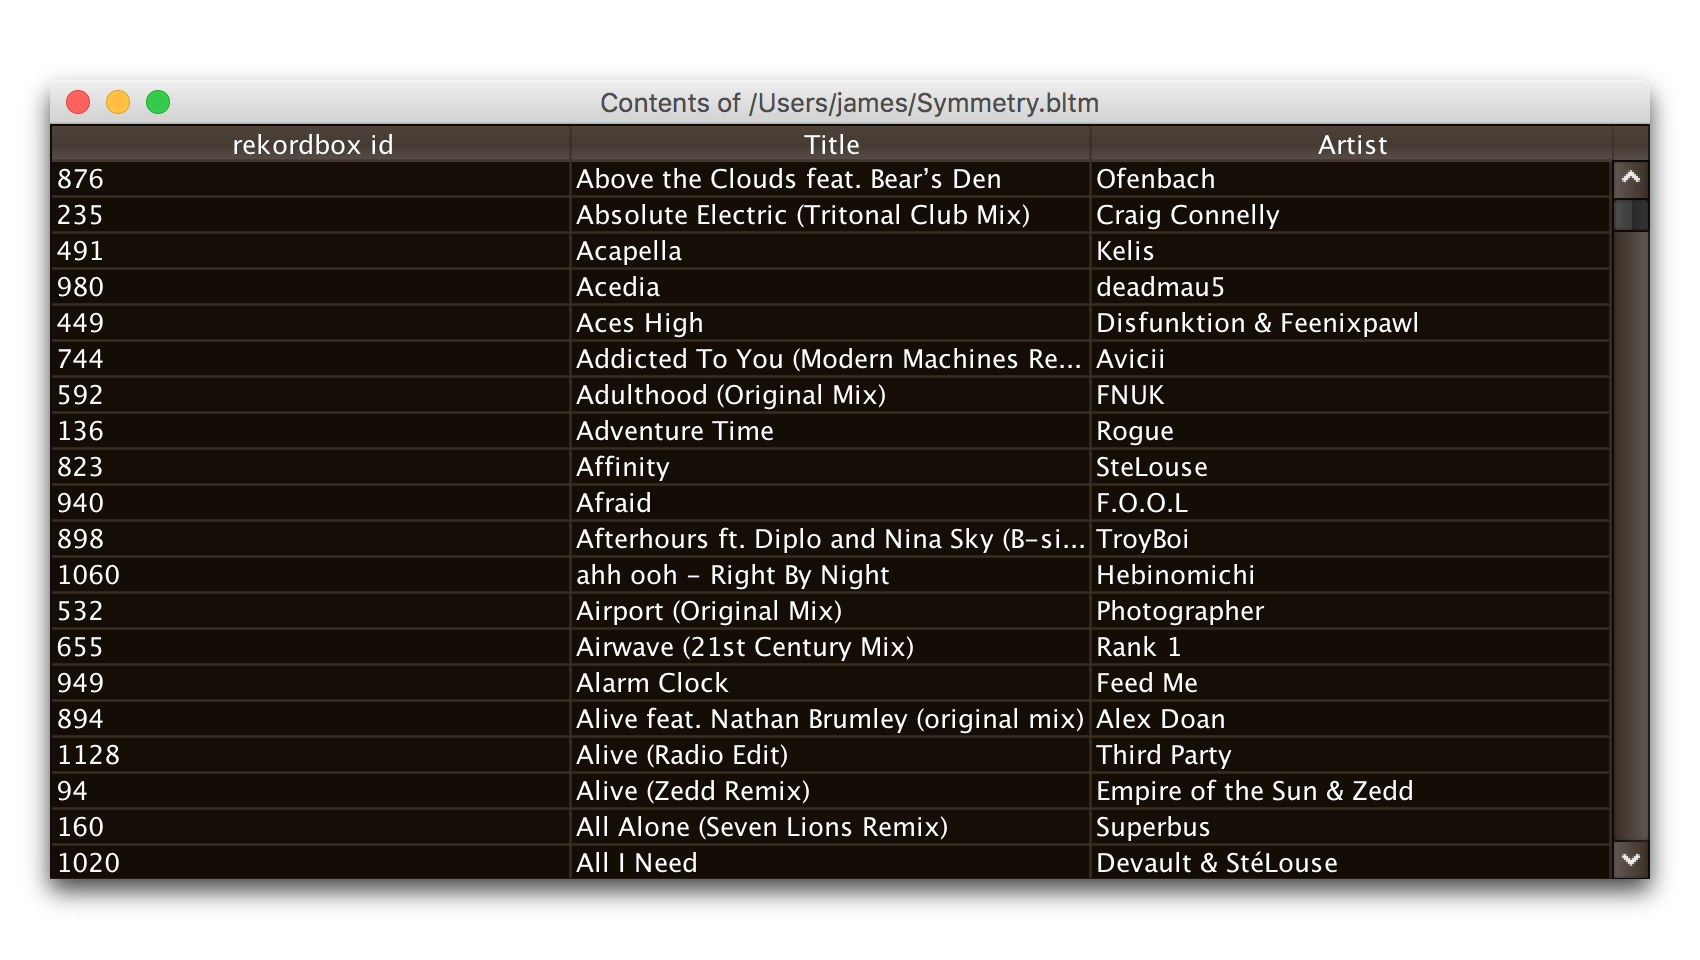 Contents of /Users/james/Symmetry.bltm
rekordbox id Title Artist
876 Above the Clouds feat. Bear’s Den Ofenbach
235 Absolute Electric (Tritonal Club Mix) Craig Connelly
491 Acapella Kelis
980 Acedia deadmau5
449 Aces High Disfunktion & Feenixpawl
744 Addicted To You (Modern Machines Re... Avicii
592 Adulthood (Original Mix) FNUK
136 Adventure Time Rogue
823 Affinity SteLouse
940 Afraid F.O.O.L
898 Afterhours ft. Diplo and Nina Sky (B-si... TroyBoi
1060 ahh ooh - Right By Night Hebinomichi
532 Airport (Original Mix) Photographer
655 Airwave (21st Century Mix) Rank 1
949 Alarm Clock Feed Me
894 Alive feat. Nathan Brumley (original mix) Alex Doan
1128 Alive (Radio Edit) Third Party
94 Alive (Zedd Remix) Empire of the Sun & Zedd
160 All Alone (Seven Lions Remix) Superbus
1020 All I Need Devault & StéLouse